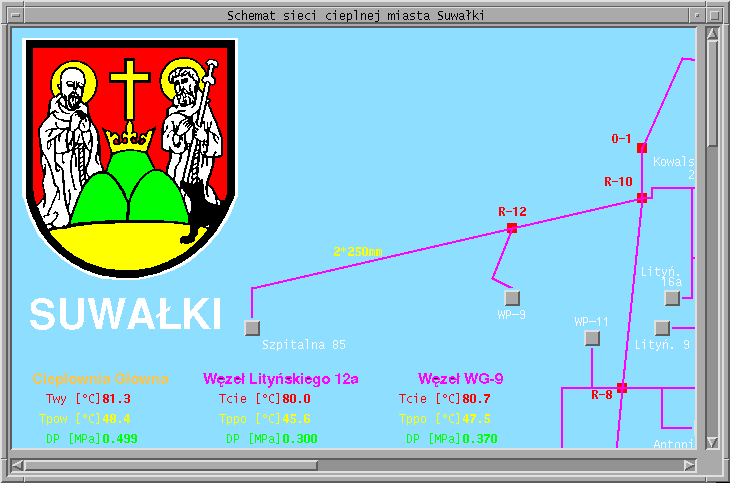 Schemat sieci cieplnej miasta Suwałki
O-1
Kowals
2
R-10
R-12
2*250mm
Lityń.
16a
WP-9
WP-11
SUWAŁKI
Szpitalna 85
Lityń. 9
Ciepłownia Główna
Węzeł Lityńskiego 12a
Węzeł WG-9
R-8
Twy [°C]81.3
Tcie [°C]80.0
Tcie [°C]80.7
Tpow [°C]48.4
Tppc [°C]45.6
Tppc [°C]47.5
DP [MPa]0.499
DP [MPa]0.300
DP [MPa]0.370
Antoni